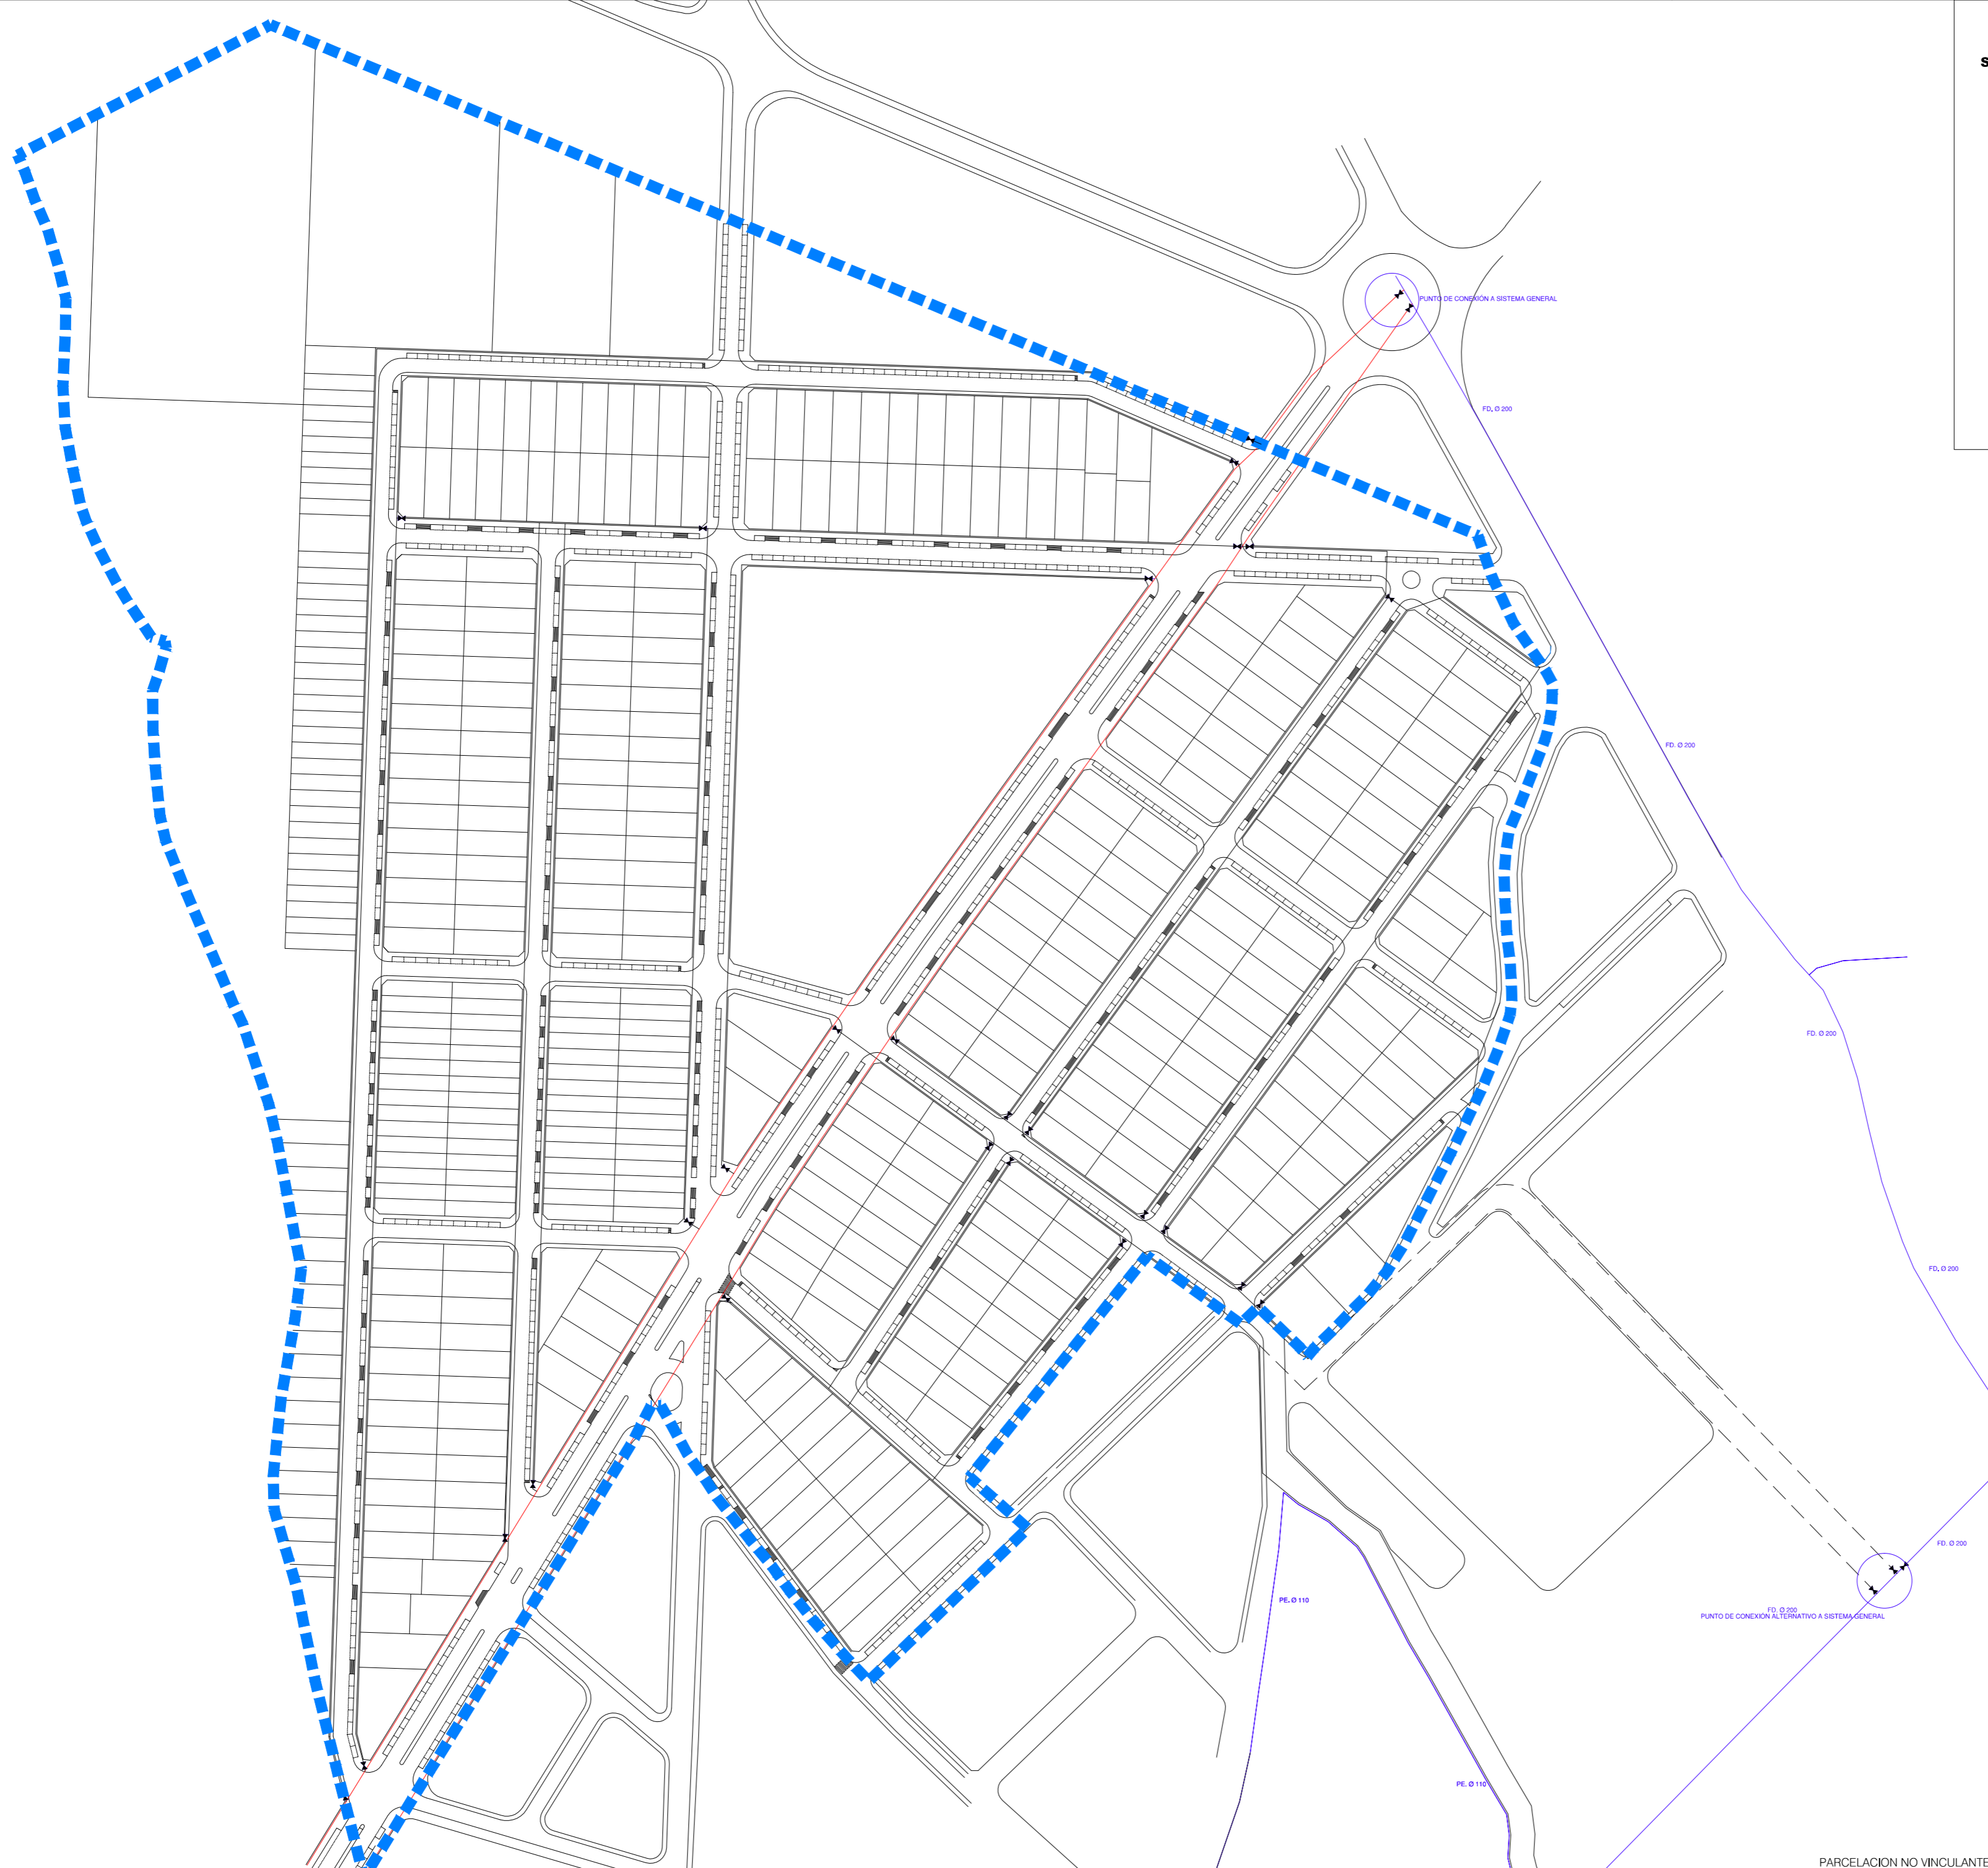 S
PUNTO DE CONEXIÓN A SISTEMA GENERAL
FD. Ø 200
FD. Ø 200
FD. Ø 200
FD. Ø 200
FD. Ø 200
FD. Ø 200
PUNTO DE CONEXIÓN ALTERNATIVO A SISTEMA GENERAL
PE. Ø 110
PE. Ø 110
PARCELACION NO VINCULANTE